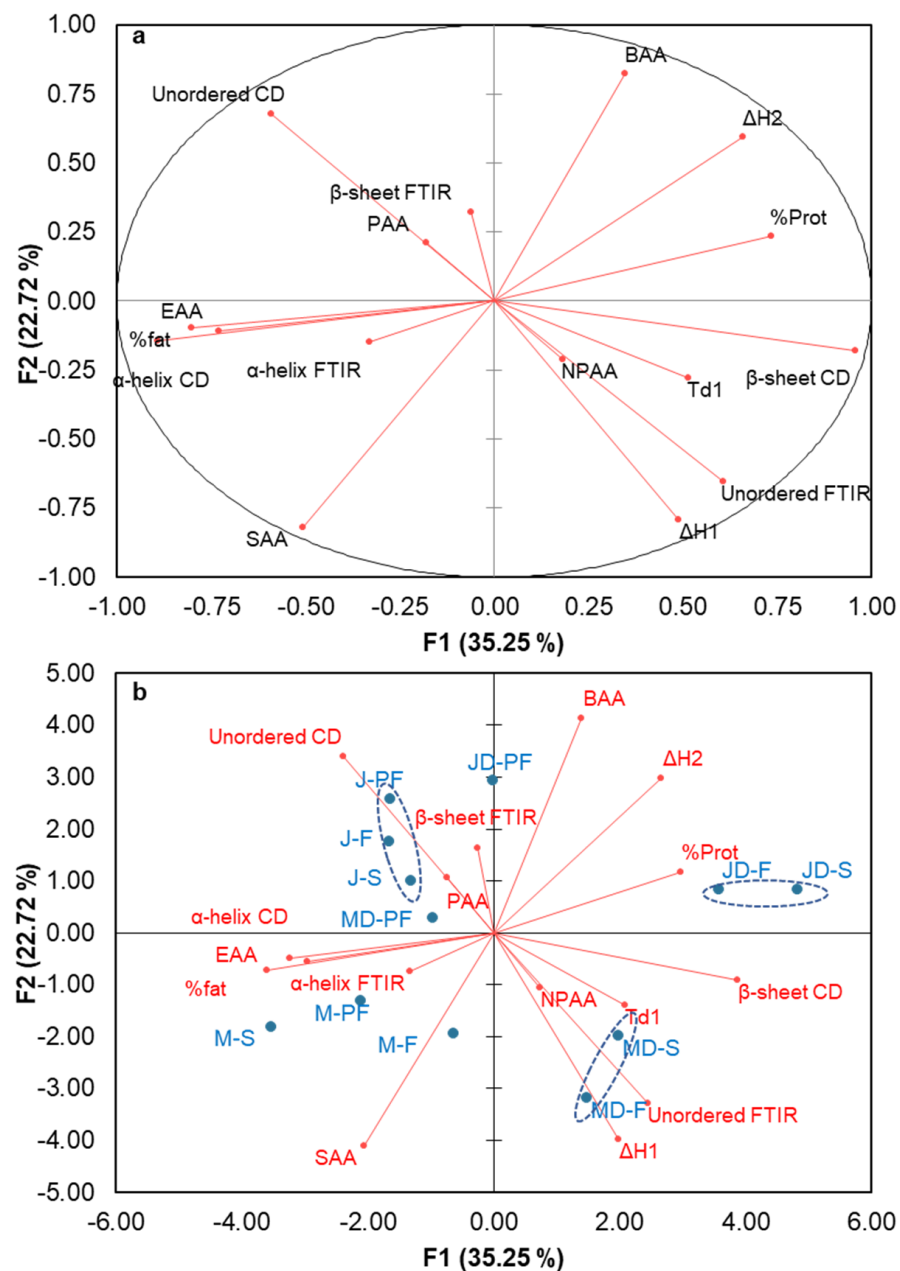 a
1.00
0.75
0.50
0.25
0.00
-0.25
-0.50
-0.75
-1.00
F2 (22.72 %)
BAA
Unordered CD
ΔH2
β-sheet FTIR
PAA
%Prot
EAA
%fat
α-helix CD
α-helix FTIR
NPAA
Td1
β-sheet CD
Unordered FTIR
SAA
ΔH1
-1.00
-0.75
-0.50
-0.25
0.00
0.25
0.50
0.75
1.00
F1 (35.25 %)
b
5.00
4.00
3.00
2.00
1.00
0.00
-1.00
-2.00
-3.00
-4.00
-5.00
F2 (22.72 %)
BAA
Unordered CD
JD-PF
ΔH2
J-PF
β-sheet FTIR
J-F
%Prot
J-S
PAA
JD-F
JD-S
MD-PF
α-helix CD
EAA
%fat
α-helix FTIR
NPAA
β-sheet CD
Td1
M-PF
M-S
M-F
MD-S
MD-F
Unordered FTIR
SAA
ΔH1
-6.00
-4.00
-2.00
0.00
2.00
4.00
6.00
F1 (35.25 %)